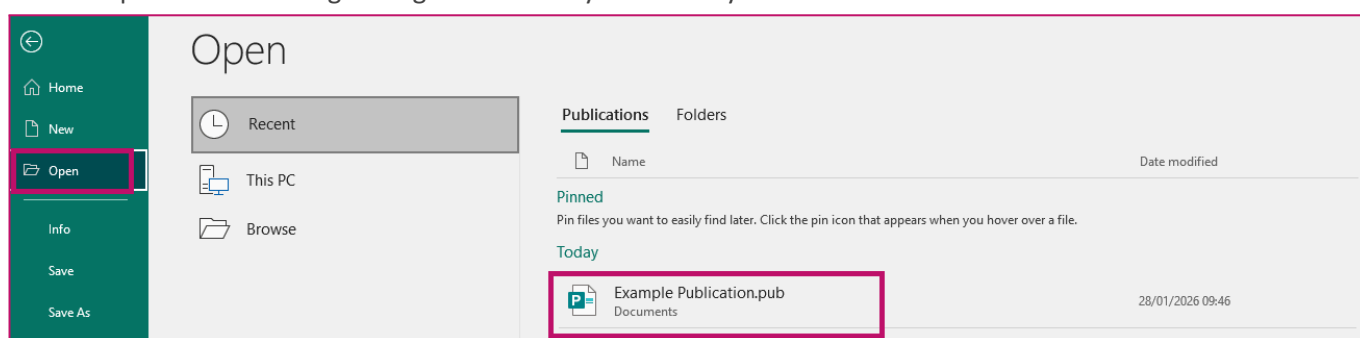 Open
Home
New
Open
Info
Save
Save As
Recent
This PC
Browse
Publications Folders
Name Date modified
Pinned
Pin files you want to easily find later. Click the pin icon that appears when you hover over a file.
Today
Example Publication.pub
Documents
28/01/2026 09:46